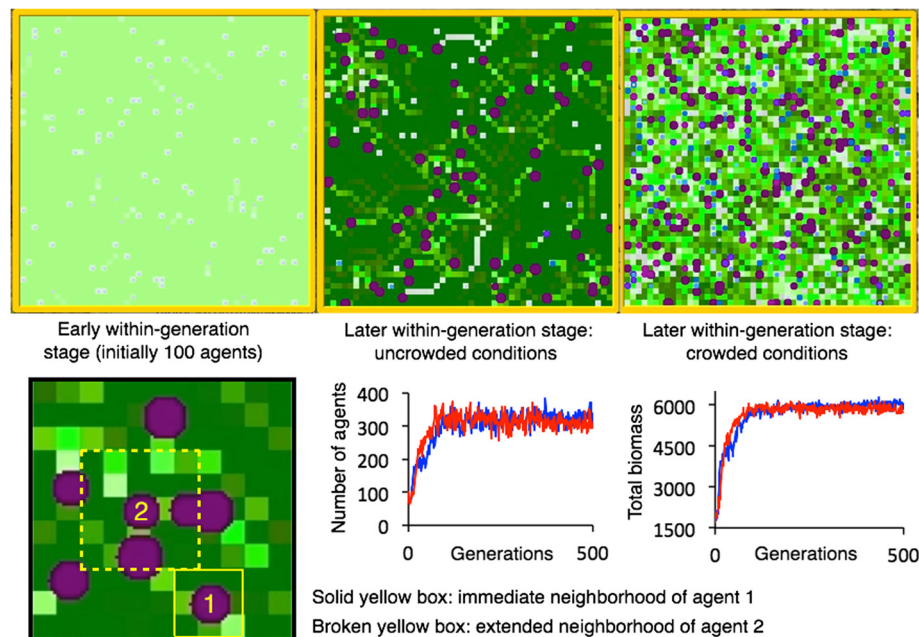 Early within-generation
stage (initially 100 agents)
Later within-generation stage:
uncrowded conditions
Later within-generation stage:
crowded conditions
2
1
Number of agents
400
300
200
100
0
0
Generations
500
Total biomass
6000
4500
3000
1500
0
Generations
500
Solid yellow box: immediate neighborhood of agent 1
Broken yellow box: extended neighborhood of agent 2